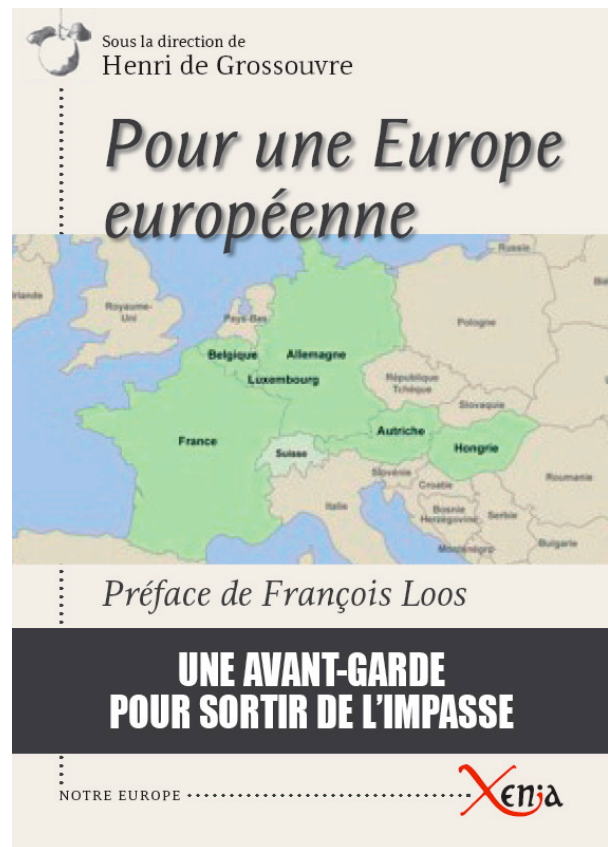 Sous la direction de
Henri de Grossouvre
Pour une Europe
européenne
Russie
Irlande
Royaume-
Uni
Pays-Bas
Pologne
Belgique
Allemagne
Luxembourg
République
Tchèque
Slovaquie
France
Suisse
Autriche
Hongrie
Slovénie
Croatie
Roumanie
Italie
Bosnie
Herzégovine
Serbie
Monténégro
Bulgarie
Préface de François Loos
UNE AVANT-GARDE
POUR SORTIR DE L'IMPASSE
NOTRE EUROPE
Xenia